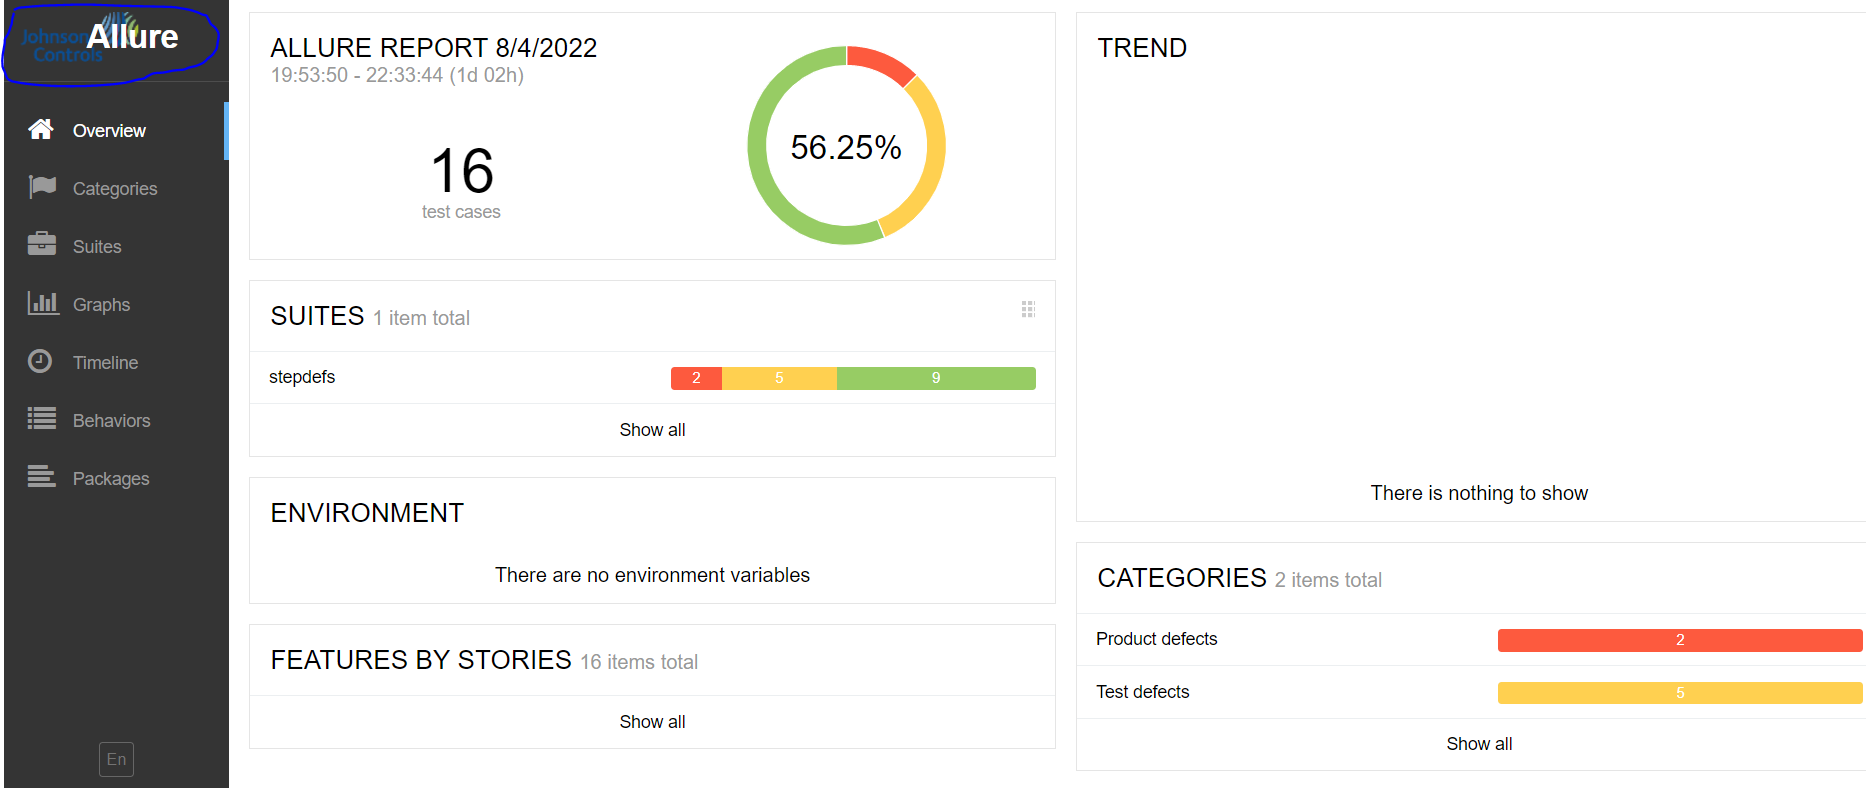 Johnson
Controls
Allure
Overview
Categories
Suites
Graphs
Timeline
Behaviors
Packages
En
ALLURE REPORT 8/4/2022
19:53:50 - 22:33:44 (1d 02h)
16
test cases
56.25%
SUITES 1 item total
stepdefs 2 5 9
Show all
ENVIRONMENT
There are no environment variables
FEATURES BY STORIES 16 items total
Show all
TREND
There is nothing to show
CATEGORIES 2 items total
Product defects 2
Test defects 5
Show all